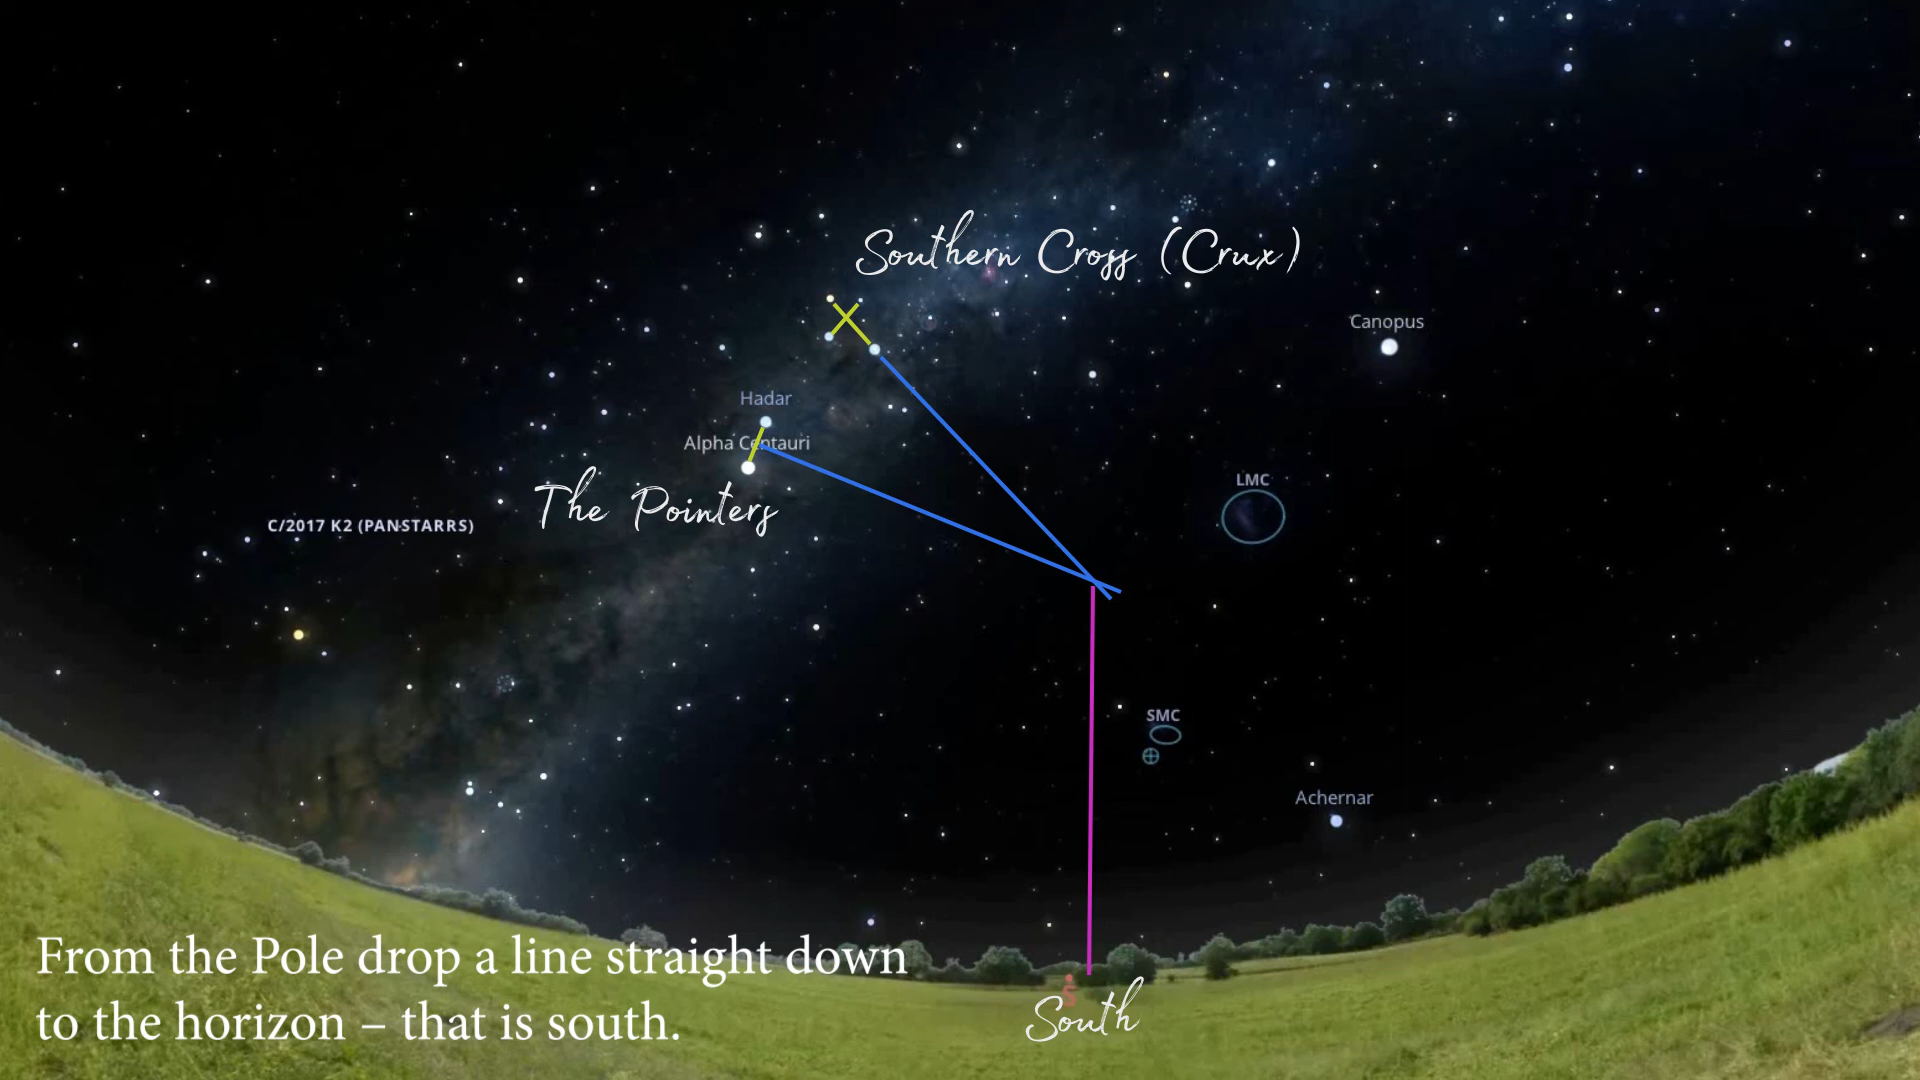 Southern Cross (Crux)
Canopus
Hadar
Alpha Centauri
LMC
The Pointers
C/2017 K2 (PANSTARRS)
SMC
Achernar
From the Pole drop a line straight down
to the horizon – that is south.
S
South